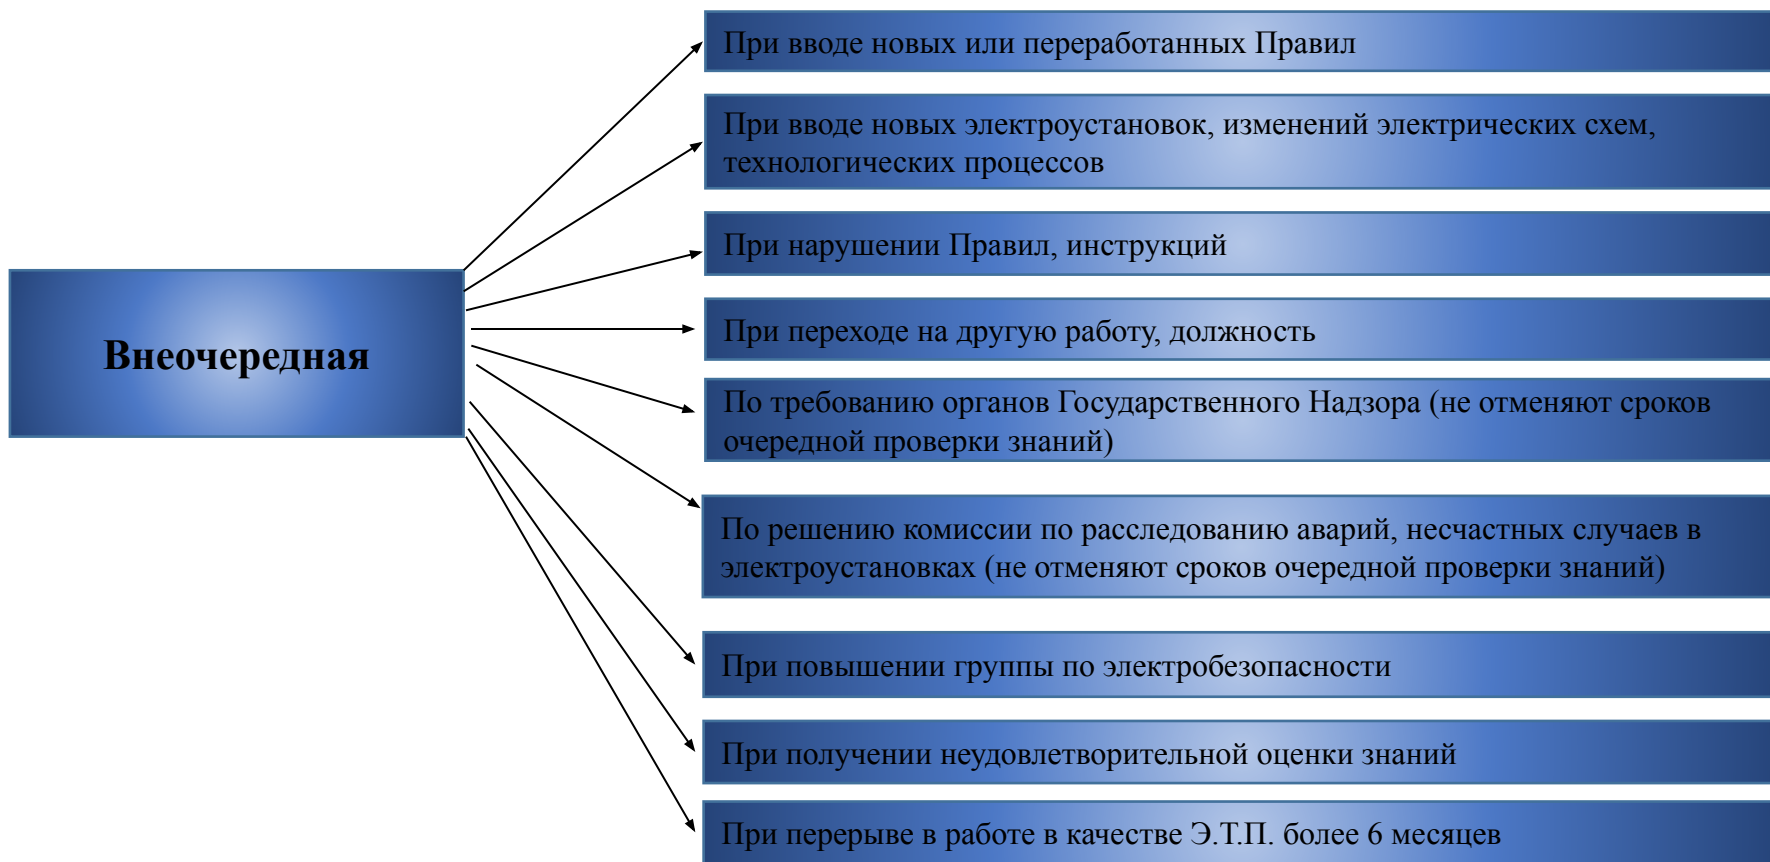 При вводе новых или переработанных Правил
При вводе новых электроустановок, изменений электрических схем,
технологических процессов
При нарушении Правил, инструкций
При переходе на другую работу, должность
Внеочередная
По требованию органов Государственного Надзора (не отменяют сроков
очередной проверки знаний)
По решению комиссии по расследованию аварий, несчастных случаев в
электроустановках (не отменяют сроков очередной проверки знаний)
При повышении группы по электробезопасности
При получении неудовлетворительной оценки знаний
При перерыве в работе в качестве Э.Т.П. более 6 месяцев